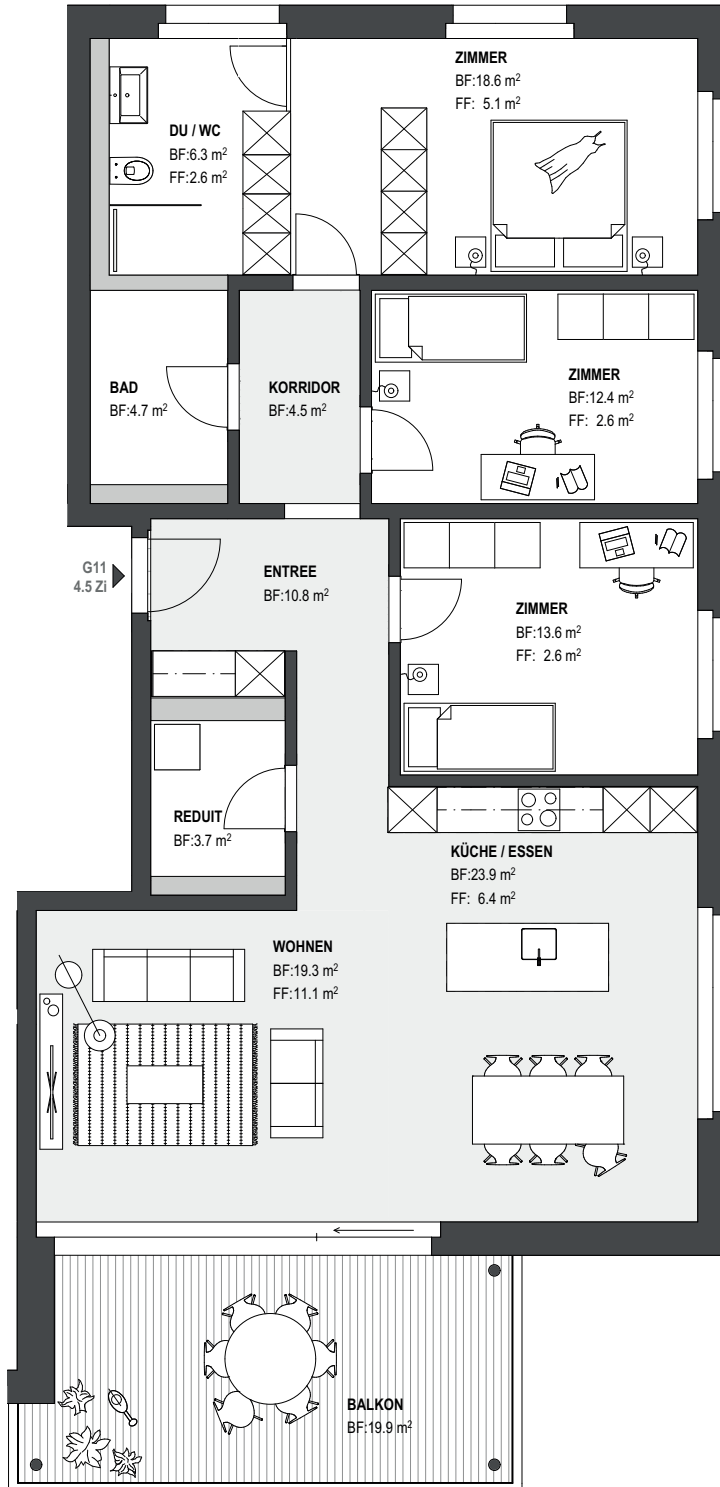 ZIMMER
BF:18.6 m²
FF: 5.1 m²
DU / WC
BF:6.3 m²
FF:2.6 m²
BAD
BF:4.7 m²
KORRIDOR
BF:4.5 m²
ZIMMER
BF:12.4 m²
FF: 2.6 m²
G11
4.5 Zi
ENTREE
BF:10.8 m²
ZIMMER
BF:13.6 m²
FF: 2.6 m²
REDUIT
BF:3.7 m²
KÜCHE / ESSEN
BF:23.9 m²
FF: 6.4 m²
WOHNEN
BF:19.3 m²
FF:11.1 m²
BALKON
BF:19.9 m²